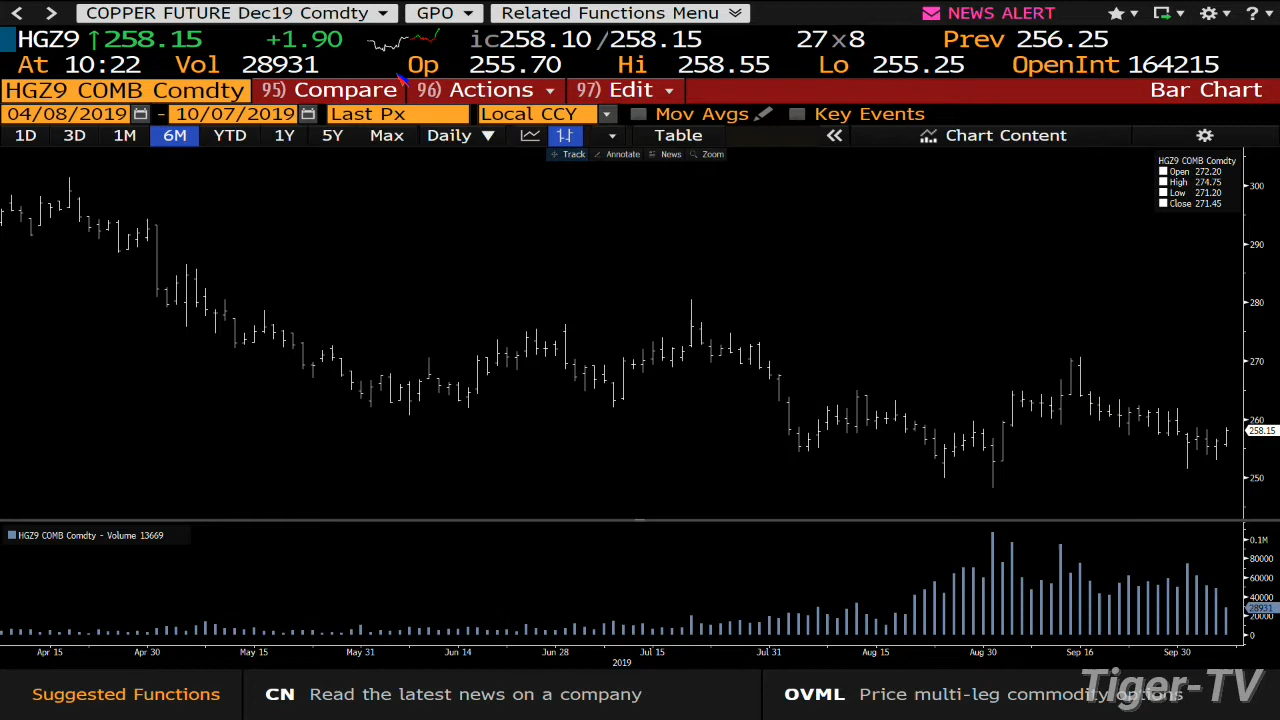 COPPER FUTURE Dec19 Comdty GPO Related Functions Menu NEWS ALERT ?
HGZ9 ↑258.15 +1.90 ic258.10/258.15 27×8 Prev 256.25
At 10:22 Vol 28931 Op 255.70 Hi 258.55 Lo 255.25 OpenInt 164215
HGZ9 COMB Comdty 95) Compare 96) Actions 97) Edit Bar Chart
04/08/2019 - 10/07/2019 Last Px Local CCY Mov Avgs Key Events
1D 3D 1M 6M YTD 1Y 5Y Max Daily Table Chart Content
Track Annotate News Zoom
HGZ9 COMB Comdty
Open 272.20
High 274.75
Low 271.20
Close 271.45
300
290
280
270
260
258.15
250
HGZ9 COMB Comdty - Volume 13669
0.1M
80000
60000
40000
28931
20000
0
Apr 15 Apr 30 May 15 May 31 Jun 14 Jun 28 Jul 15 Jul 31 Aug 15 Aug 30 Sep 16 Sep 30
2019
Suggested Functions CN Read the latest news on a company OVML Price multi-leg commodity options
Tiger-TV